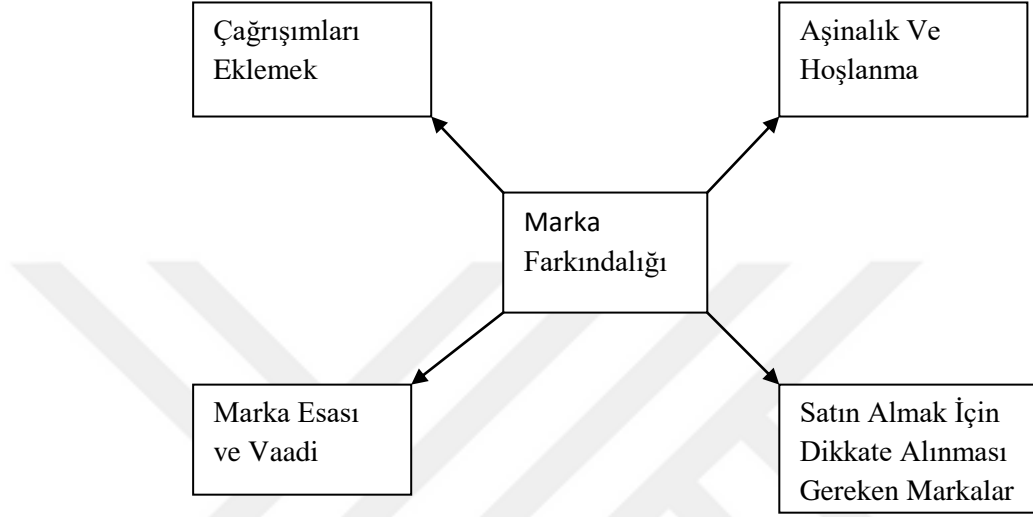 Çağrışımları
Eklemek
Aşinalık Ve
Hoşlanma
Marka
Farkındalığı
Marka Esası
ve Vaadi
Satın Almak İçin
Dikkate Alınması
Gereken Markalar